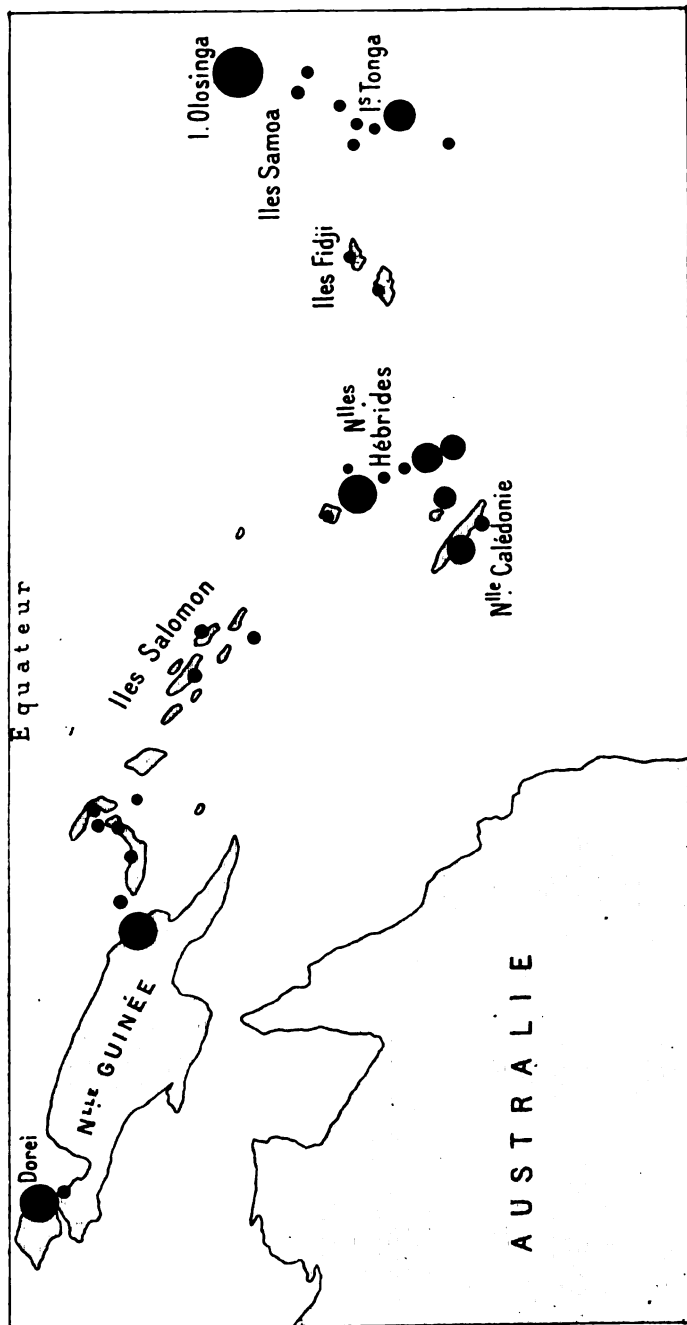 Equateur
Dorei
NLLE GUINÉE
Iles Salomon
I. Olosinga
Iles Samoa
Is. Tonga
Iles Fidji
Nlles
Hébrides
Nlle Calédonie
AUSTRALIE